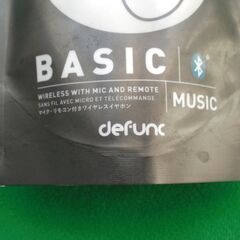 BASIC
MUSIC
WIRELESS WITH MIC AND REMOTE
SANS FIL AVEC MICRO ET TÉLÉCOMMANDE
マイク・リモコン付きワイヤレスイヤホン
defunc